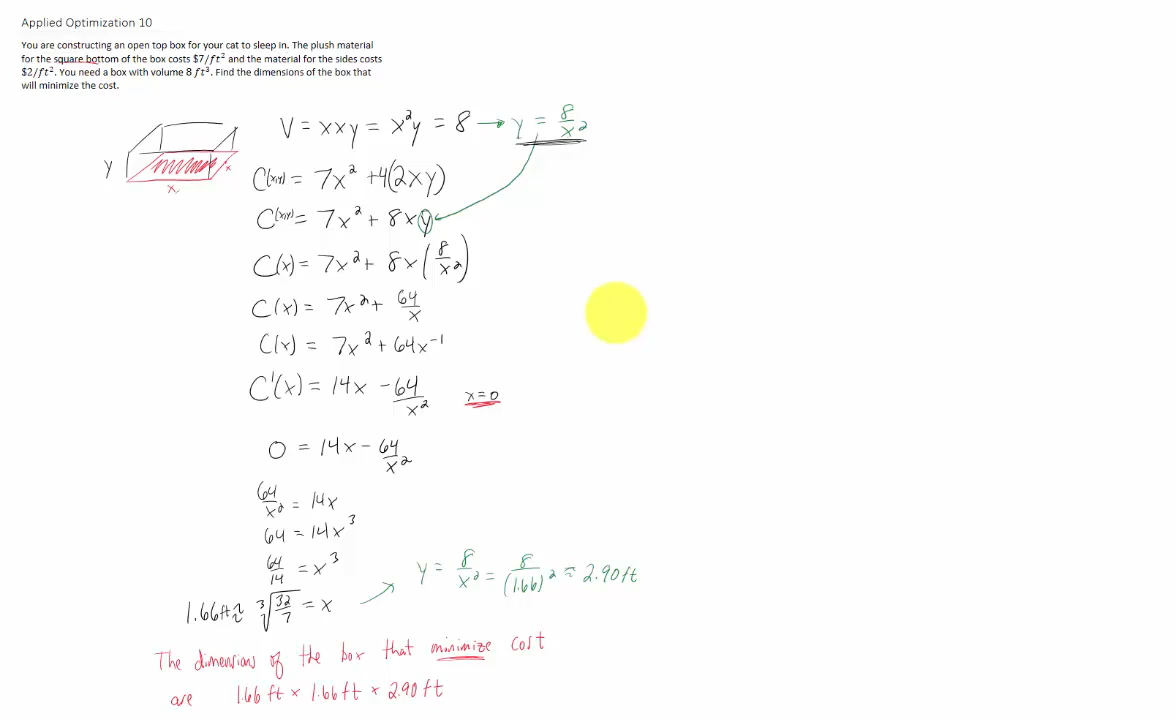 Applied Optimization 10
You are constructing an open top box for your cat to sleep in. The plush material
for the square bottom of the box costs $7/ft² and the material for the sides costs
$2/ft². You need a box with volume 8 ft³. Find the dimensions of the box that
will minimize the cost.
V = xxy = x²y = 8 → y = 8/x²
y
x
x
C(x,y) = 7x² + 4(2xy)
C(x,y) = 7x² + 8xy
C(x) = 7x² + 8x(8/x²)
C(x) = 7x² + 64/x
C(x) = 7x² + 64x⁻¹
C'(x) = 14x - 64/x²
x = 0
0 = 14x - 64/x²
64/x² = 14x
64 = 14x³
64/14 = x³
y = 8/x² = 8/(1.66)² ≈ 2.90ft
1.66ft ≈ ∛(32/7) = x
The dimensions of the box that minimize cost
are 1.66 ft × 1.66 ft × 2.90 ft